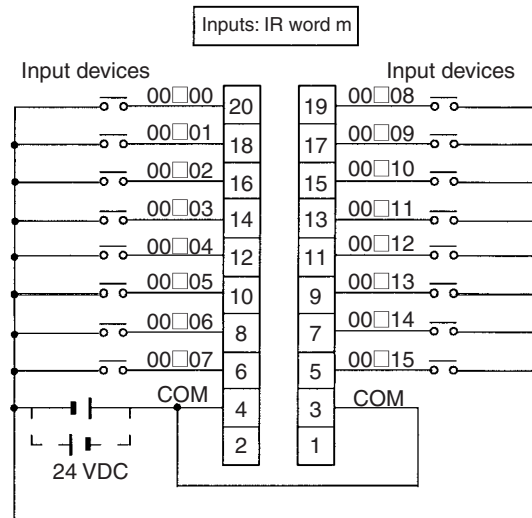 Inputs: IR word m
Input devices
Input devices
00□00 20 19 00□08
00□01 18 17 00□09
00□02 16 15 00□10
00□03 14 13 00□11
00□04 12 11 00□12
00□05 10 9 00□13
00□06 8 7 00□14
00□07 6 5 00□15
COM 4 3 COM
2 1
24 VDC